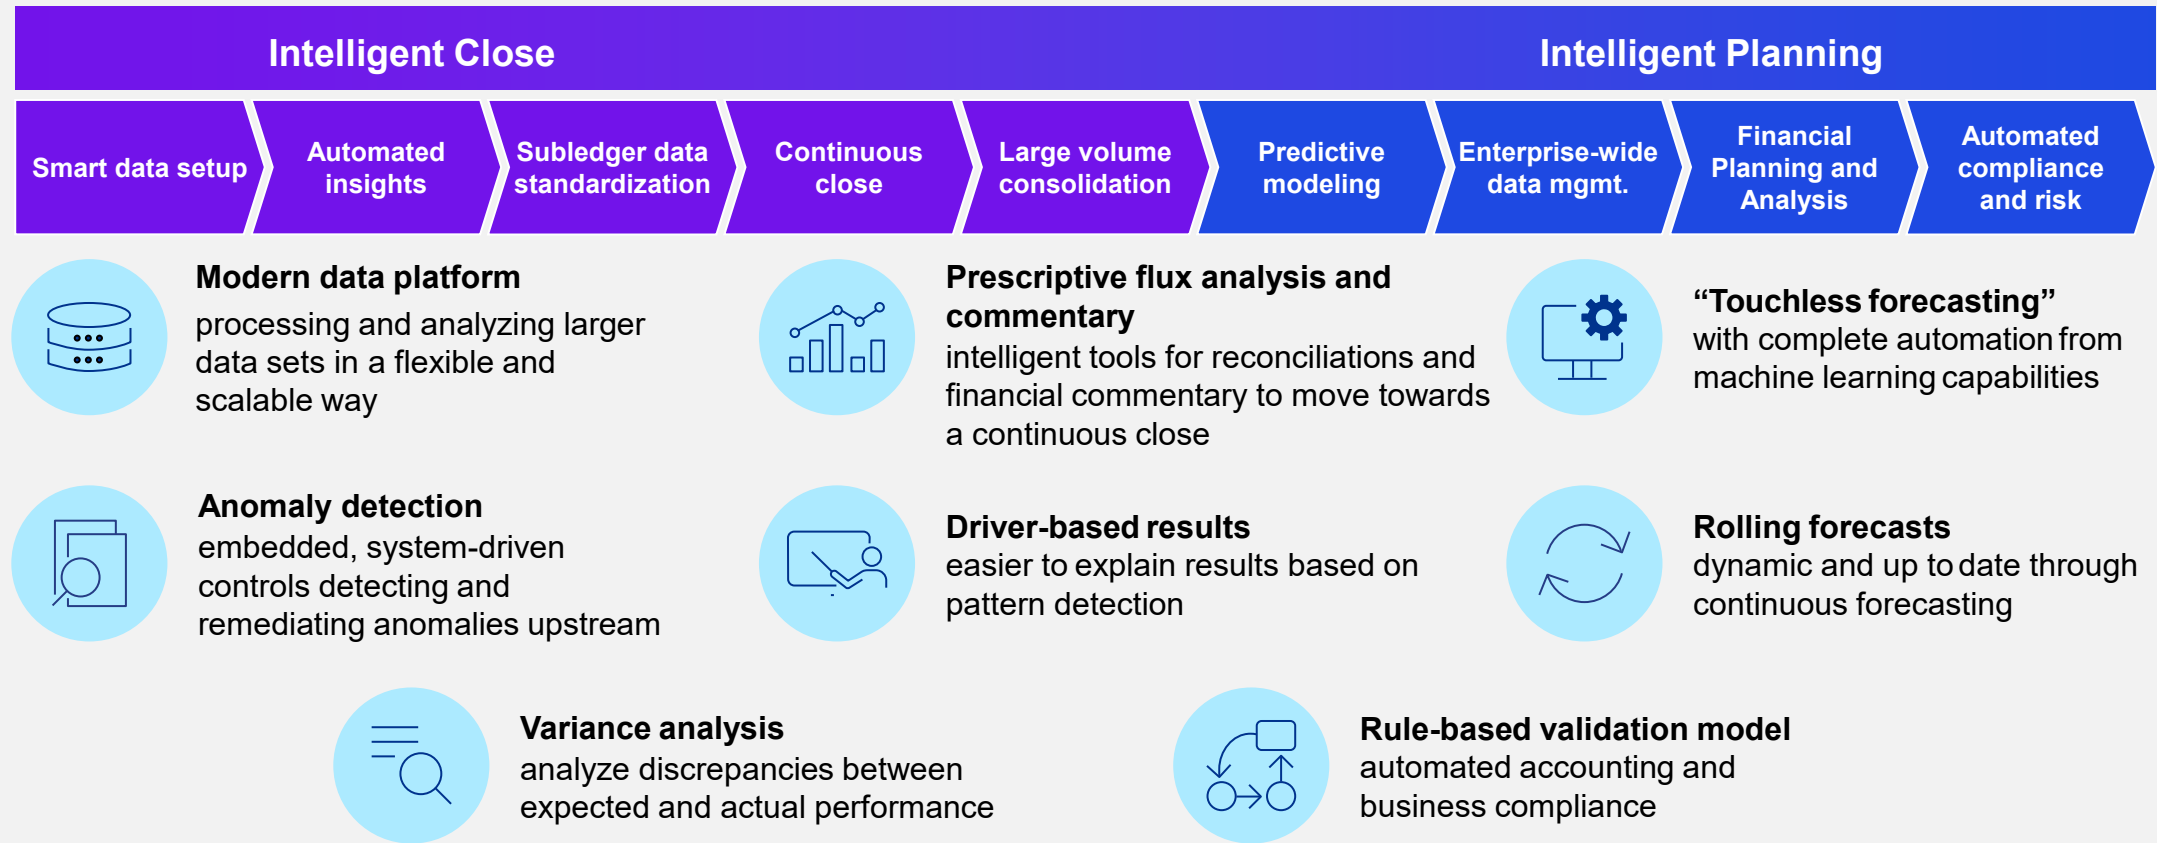 Intelligent Close
Intelligent Planning
Smart data setup
Automated
insights
Subledger data
standardization
Continuous
close
Large volume
consolidation
Predictive
modeling
Enterprise-wide
data mgmt.
Financial
Planning and
Analysis
Automated
compliance
and risk
Modern data platform
processing and analyzing larger
data sets in a flexible and
scalable way
Prescriptive flux analysis and
commentary
intelligent tools for reconciliations and
financial commentary to move towards
a continuous close
“Touchless forecasting”
with complete automation from
machine learning capabilities
Anomaly detection
embedded, system-driven
controls detecting and
remediating anomalies upstream
Driver-based results
easier to explain results based on
pattern detection
Rolling forecasts
dynamic and up to date through
continuous forecasting
Variance analysis
analyze discrepancies between
expected and actual performance
Rule-based validation model
automated accounting and
business compliance